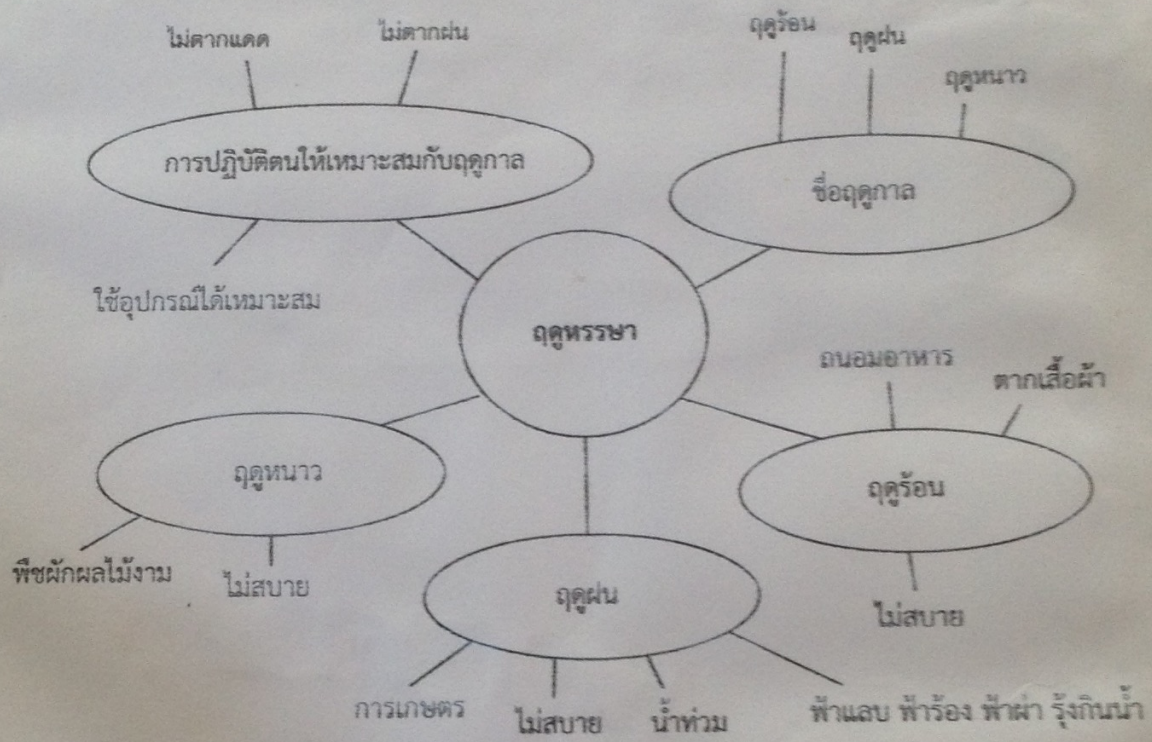 ไม่ตากแดด
ไม่ตากฝน
ฤดูร้อน
ฤดูฝน
ฤดูหนาว
การปฏิบัติตนให้เหมาะสมกับฤดูกาล
ชื่อฤดูกาล
ใช้อุปกรณ์ได้เหมาะสม
ฤดูหรรษา
ถนอมอาหาร
ตากเสื้อผ้า
ฤดูหนาว
ฤดูร้อน
พืชผักผลไม้งาม
ไม่สบาย
ฤดูฝน
ไม่สบาย
การเกษตร
ไม่สบาย
น้ำท่วม
ฟ้าแลบ ฟ้าร้อง ฟ้าผ่า รุ้งกินน้ำ